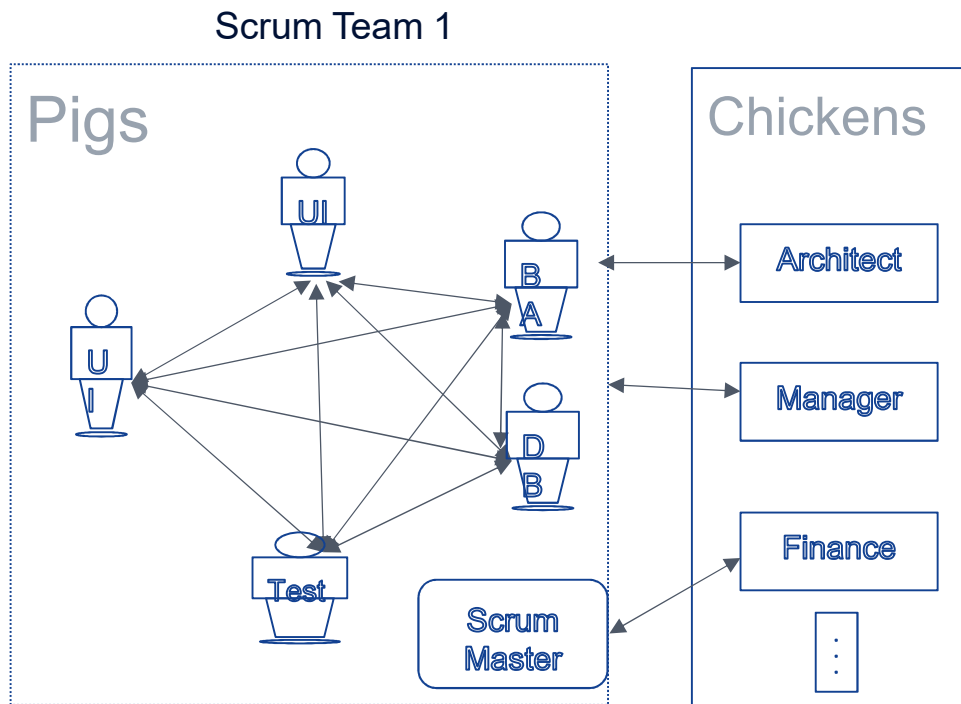 Scrum Team 1
Pigs
Chickens
UI
B
A
Architect
U
I
Manager
D
B
Finance
Test
Scrum
Master
...